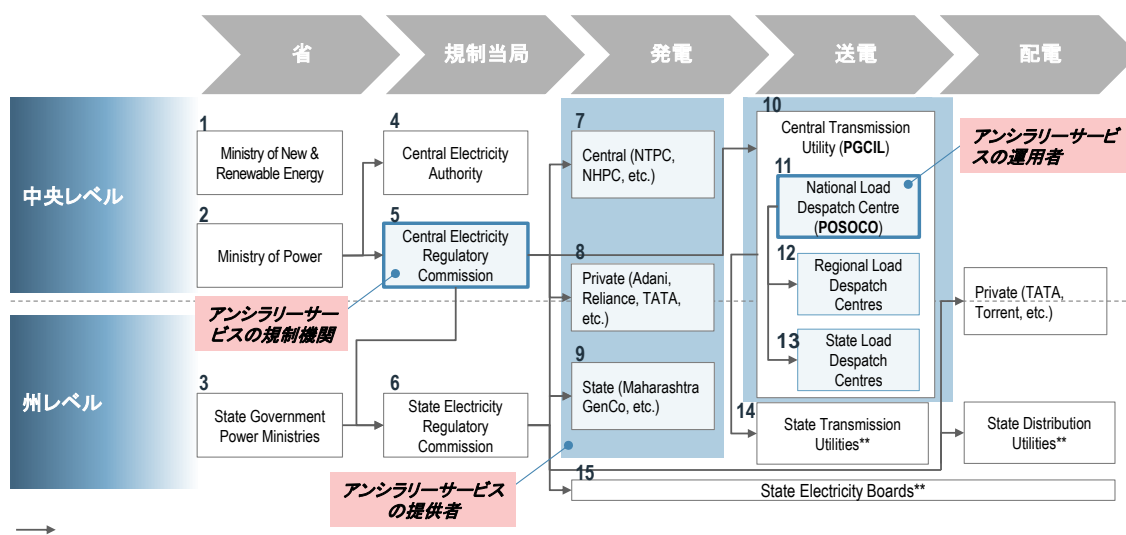 省
規制当局
発電
送電
配電
中央レベル
州レベル
1
Ministry of New &
Renewable Energy
2
Ministry of Power
3
State Government
Power Ministries
4
Central Electricity
Authority
5
Central Electricity
Regulatory
Commission
アンシラリーサー
ビスの規制機関
6
State Electricity
Regulatory
Commission
7
Central (NTPC,
NHPC, etc.)
8
Private (Adani,
Reliance, TATA,
etc.)
9
State (Maharashtra
GenCo, etc.)
アンシラリーサービス
の提供者
10
Central Transmission
Utility (PGCIL)
11
National Load
Despatch Centre
(POSOCO)
アンシラリーサービ
スの運用者
12
Regional Load
Despatch
Centres
13
State Load
Despatch
Centres
14
State Transmission
Utilities**
Private (TATA,
Torrent, etc.)
State Distribution
Utilities**
15
State Electricity Boards**